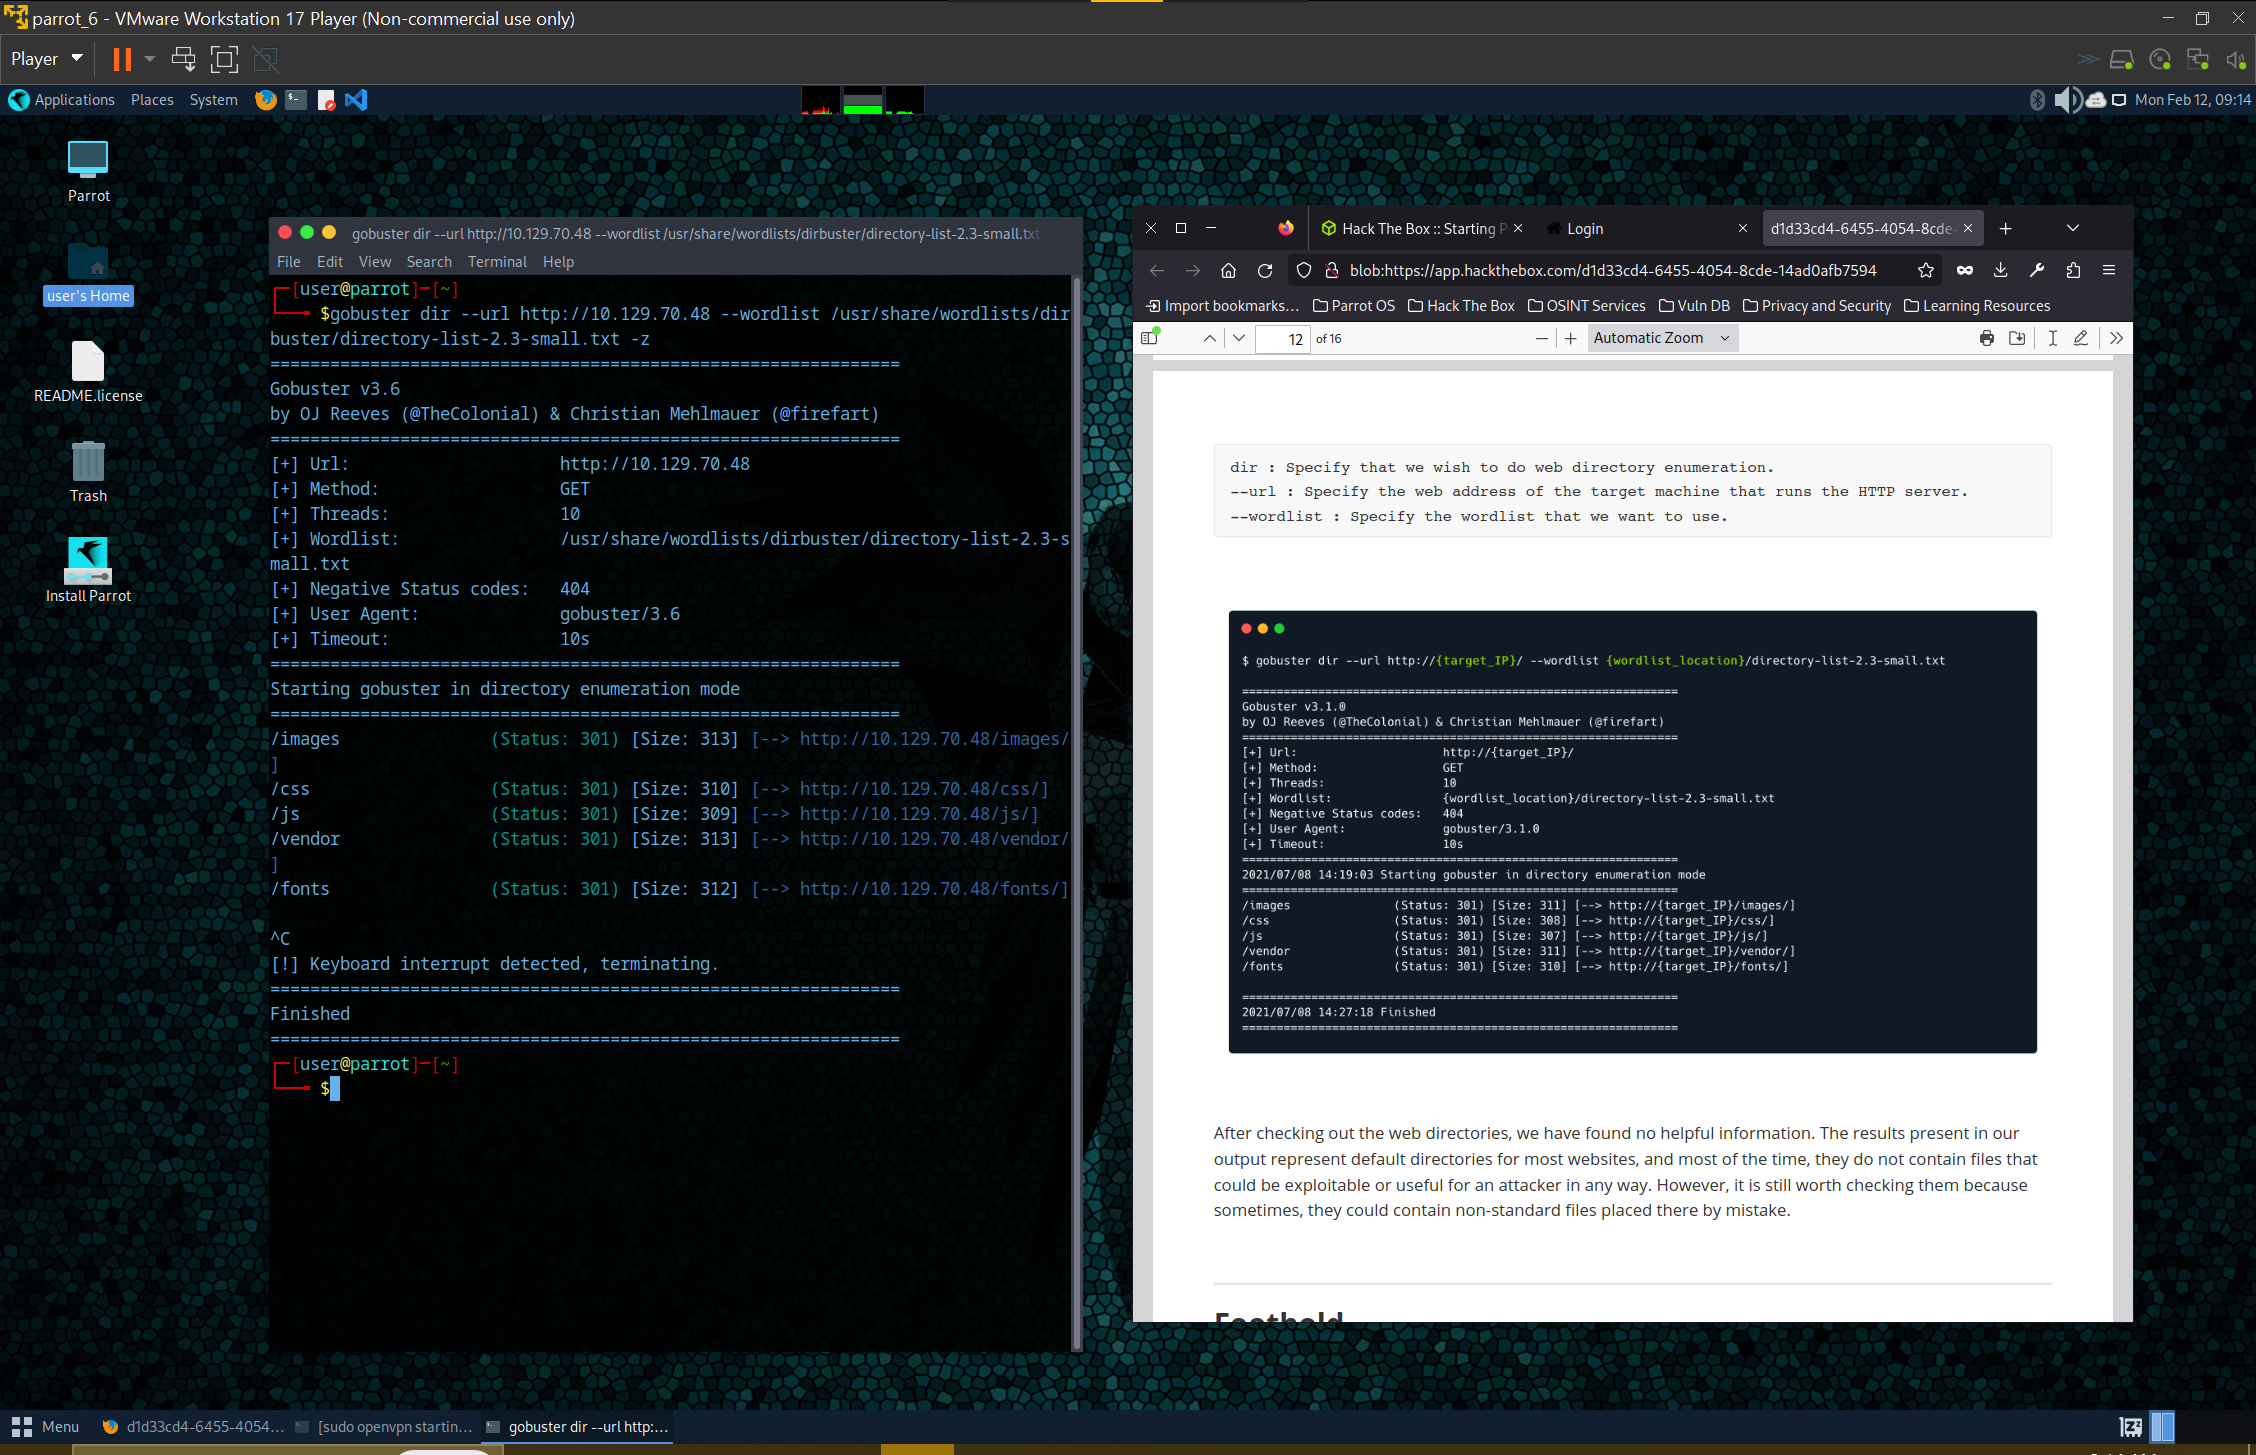 parrot_6 - VMware Workstation 17 Player (Non-commercial use only)
Player
Applications Places System
Mon Feb 12, 09:14
Parrot
user's Home
README.license
Trash
Install Parrot
gobuster dir --url http://10.129.70.48 --wordlist /usr/share/wordlists/dirbuster/directory-list-2.3-small.txt
File Edit View Search Terminal Help
[user@parrot]-[~]
$gobuster dir --url http://10.129.70.48 --wordlist /usr/share/wordlists/dir
buster/directory-list-2.3-small.txt -z
===============================================================
Gobuster v3.6
by OJ Reeves (@TheColonial) & Christian Mehlmauer (@firefart)
===============================================================
[+] Url: http://10.129.70.48
[+] Method: GET
[+] Threads: 10
[+] Wordlist: /usr/share/wordlists/dirbuster/directory-list-2.3-s
mall.txt
[+] Negative Status codes: 404
[+] User Agent: gobuster/3.6
[+] Timeout: 10s
===============================================================
Starting gobuster in directory enumeration mode
===============================================================
/images (Status: 301) [Size: 313] [--> http://10.129.70.48/images/
]
/css (Status: 301) [Size: 310] [--> http://10.129.70.48/css/]
/js (Status: 301) [Size: 309] [--> http://10.129.70.48/js/]
/vendor (Status: 301) [Size: 313] [--> http://10.129.70.48/vendor/
]
/fonts (Status: 301) [Size: 312] [--> http://10.129.70.48/fonts/]
^C
[!] Keyboard interrupt detected, terminating.
===============================================================
Finished
===============================================================
[user@parrot]-[~]
$
Hack The Box :: Starting P
Login
d1d33cd4-6455-4054-8cde-
blob:https://app.hackthebox.com/d1d33cd4-6455-4054-8cde-14ad0afb7594
Import bookmarks... Parrot OS Hack The Box OSINT Services Vuln DB Privacy and Security Learning Resources
12 of 16 Automatic Zoom
dir : Specify that we wish to do web directory enumeration.
--url : Specify the web address of the target machine that runs the HTTP server.
--wordlist : Specify the wordlist that we want to use.
$ gobuster dir --url http://{target_IP}/ --wordlist {wordlist_location}/directory-list-2.3-small.txt
===============================================================
Gobuster v3.1.0
by OJ Reeves (@TheColonial) & Christian Mehlmauer (@firefart)
===============================================================
[+] Url: http://{target_IP}/
[+] Method: GET
[+] Threads: 10
[+] Wordlist: {wordlist_location}/directory-list-2.3-small.txt
[+] Negative Status codes: 404
[+] User Agent: gobuster/3.1.0
[+] Timeout: 10s
===============================================================
2021/07/08 14:19:03 Starting gobuster in directory enumeration mode
===============================================================
/images (Status: 301) [Size: 311] [--> http://{target_IP}/images/]
/css (Status: 301) [Size: 308] [--> http://{target_IP}/css/]
/js (Status: 301) [Size: 307] [--> http://{target_IP}/js/]
/vendor (Status: 301) [Size: 311] [--> http://{target_IP}/vendor/]
/fonts (Status: 301) [Size: 310] [--> http://{target_IP}/fonts/]
===============================================================
2021/07/08 14:27:18 Finished
===============================================================
After checking out the web directories, we have found no helpful information. The results present in our
output represent default directories for most websites, and most of the time, they do not contain files that
could be exploitable or useful for an attacker in any way. However, it is still worth checking them because
sometimes, they could contain non-standard files placed there by mistake.
Foothold
Menu
d1d33cd4-6455-4054...
[sudo openvpn startin...
gobuster dir --url http:...